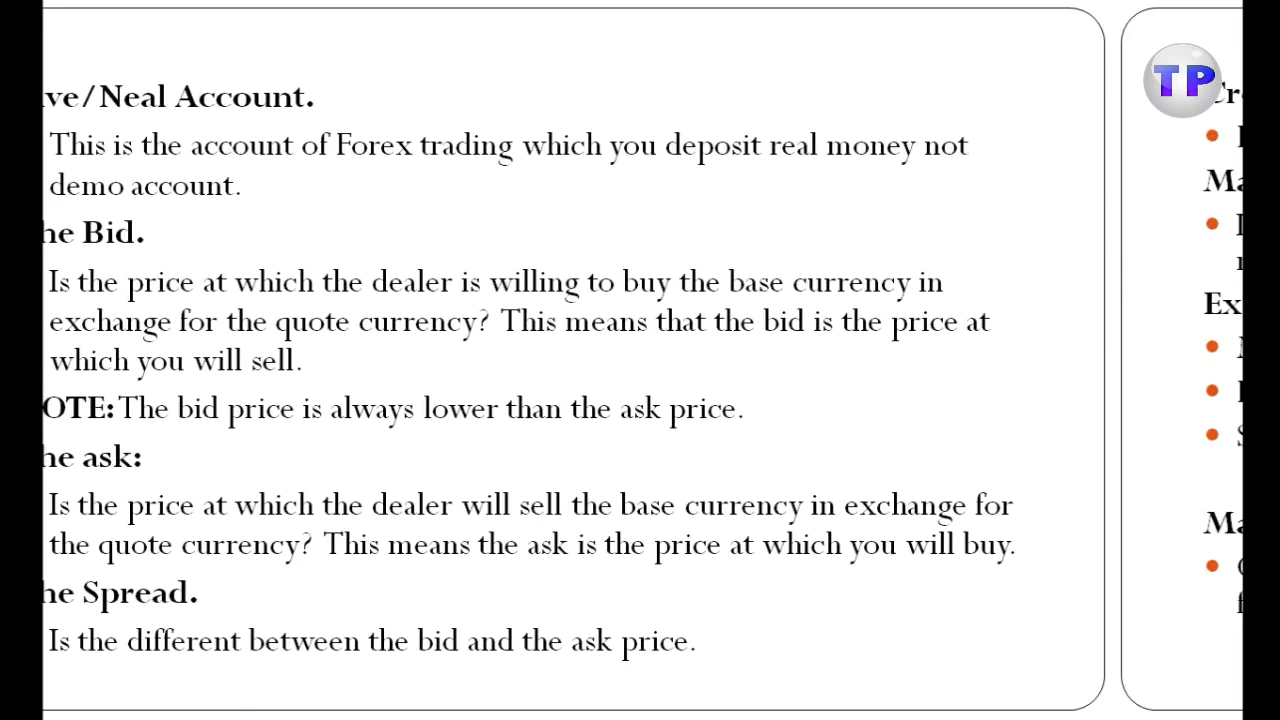 ve/Neal Account.
This is the account of Forex trading which you deposit real money not
demo account.
he Bid.
Is the price at which the dealer is willing to buy the base currency in
exchange for the quote currency? This means that the bid is the price at
which you will sell.
OTE: The bid price is always lower than the ask price.
he ask:
Is the price at which the dealer will sell the base currency in exchange for
the quote currency? This means the ask is the price at which you will buy.
he Spread.
Is the different between the bid and the ask price.
TP
Cr
Ma
Ex
Ma